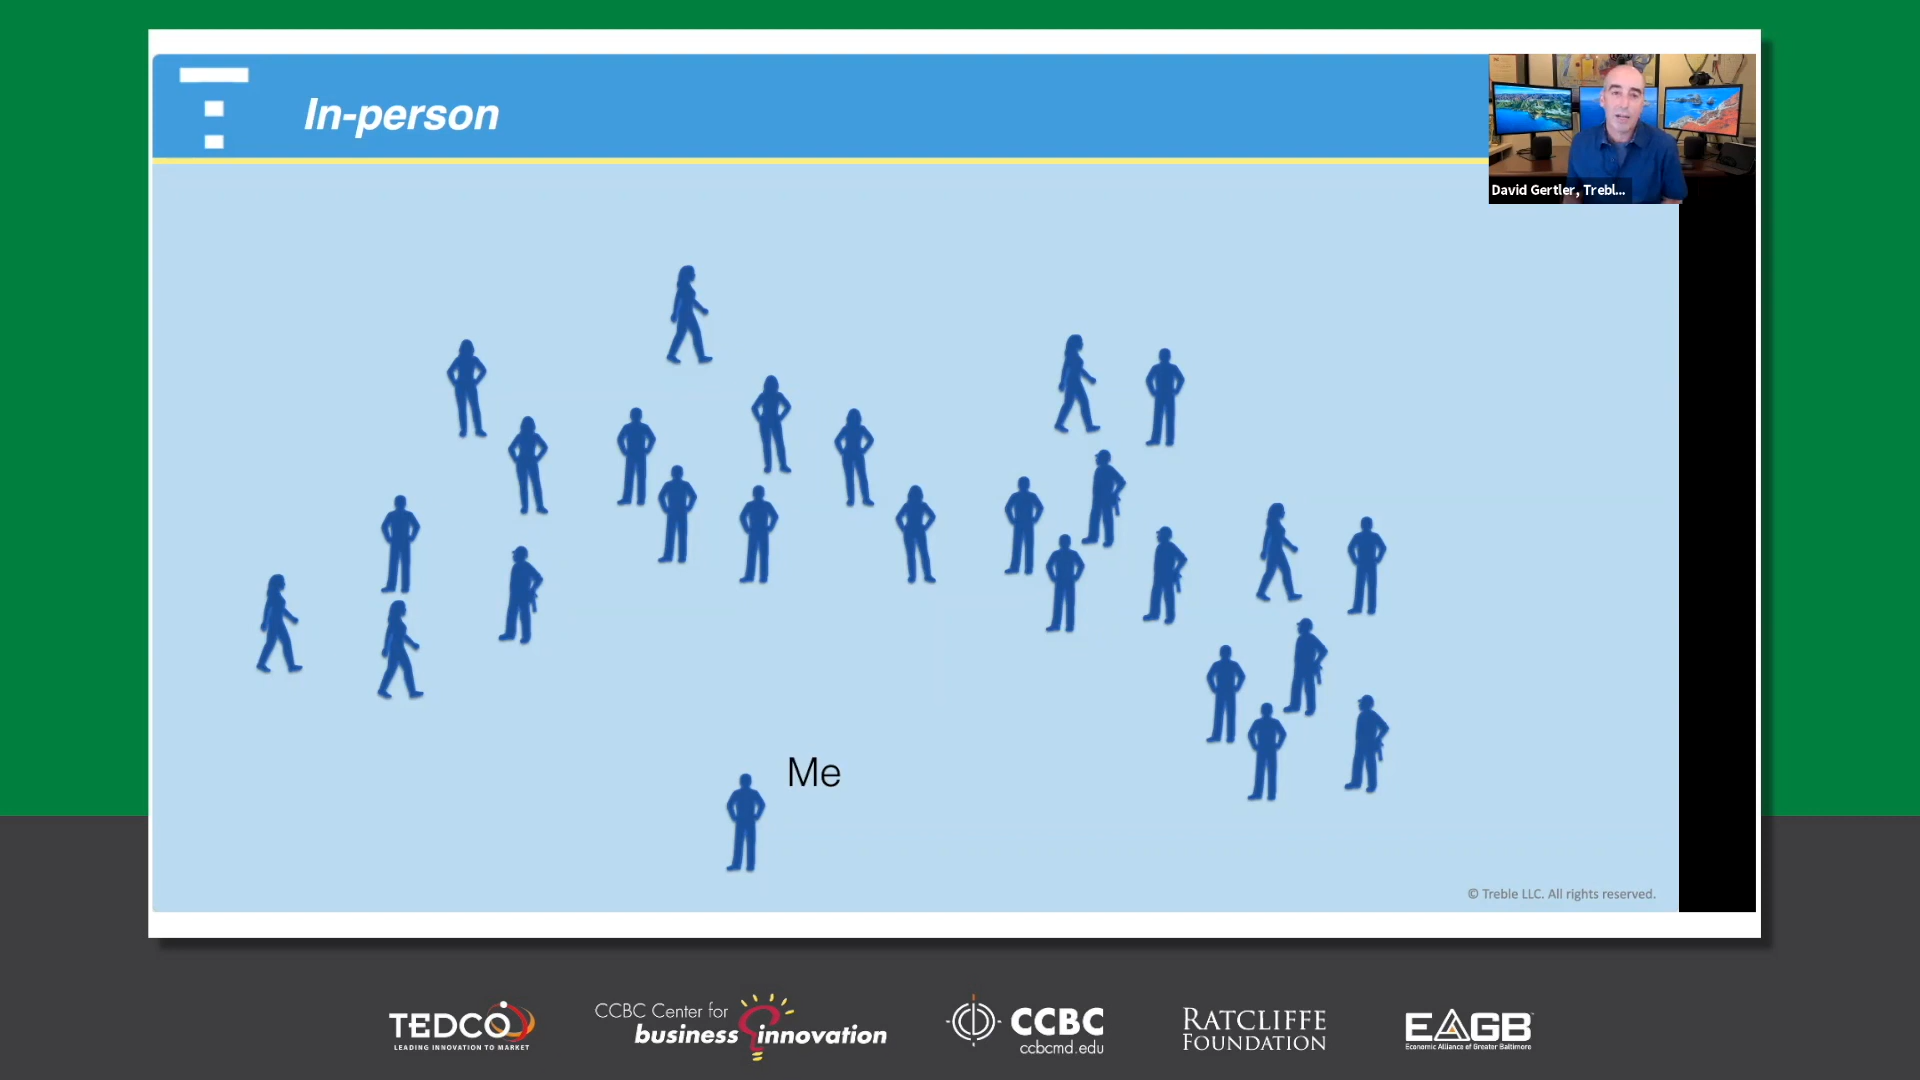 In-person
David Gertler, Trebl...
Me
© Treble LLC. All rights reserved.
TEDCO
LEADING INNOVATION TO MARKET
CCBC Center for
business innovation
CCBC
ccbcmd.edu
RATCLIFFE
FOUNDATION
EAGB
Economic Alliance of Greater Baltimore